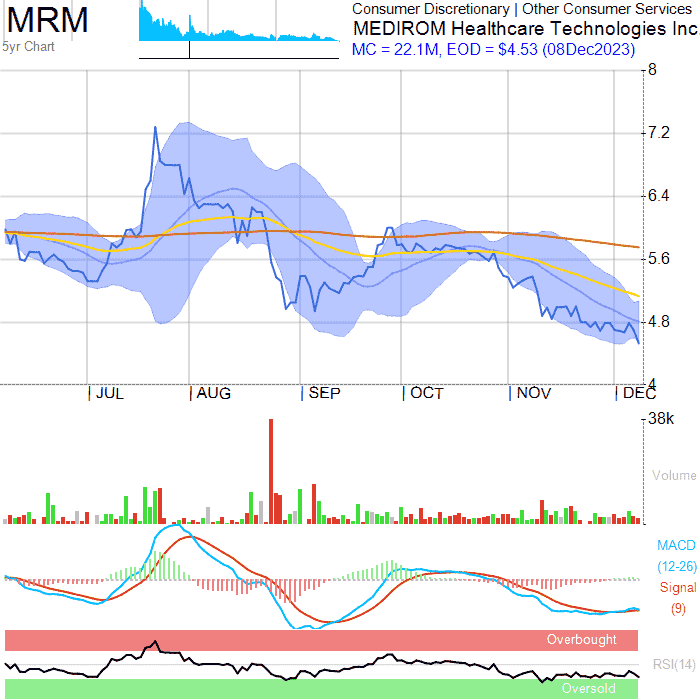 MRM
5yr Chart
Consumer Discretionary | Other Consumer Services
MEDIROM Healthcare Technologies Inc
MC = 22.1M, EOD = $4.53 (08Dec2023)
8
7.2
6.4
5.6
4.8
4
JUL AUG SEP OCT NOV DEC
38k
Volume
MACD
(12-26)
Signal
(9)
Overbought
RSI(14)
Oversold